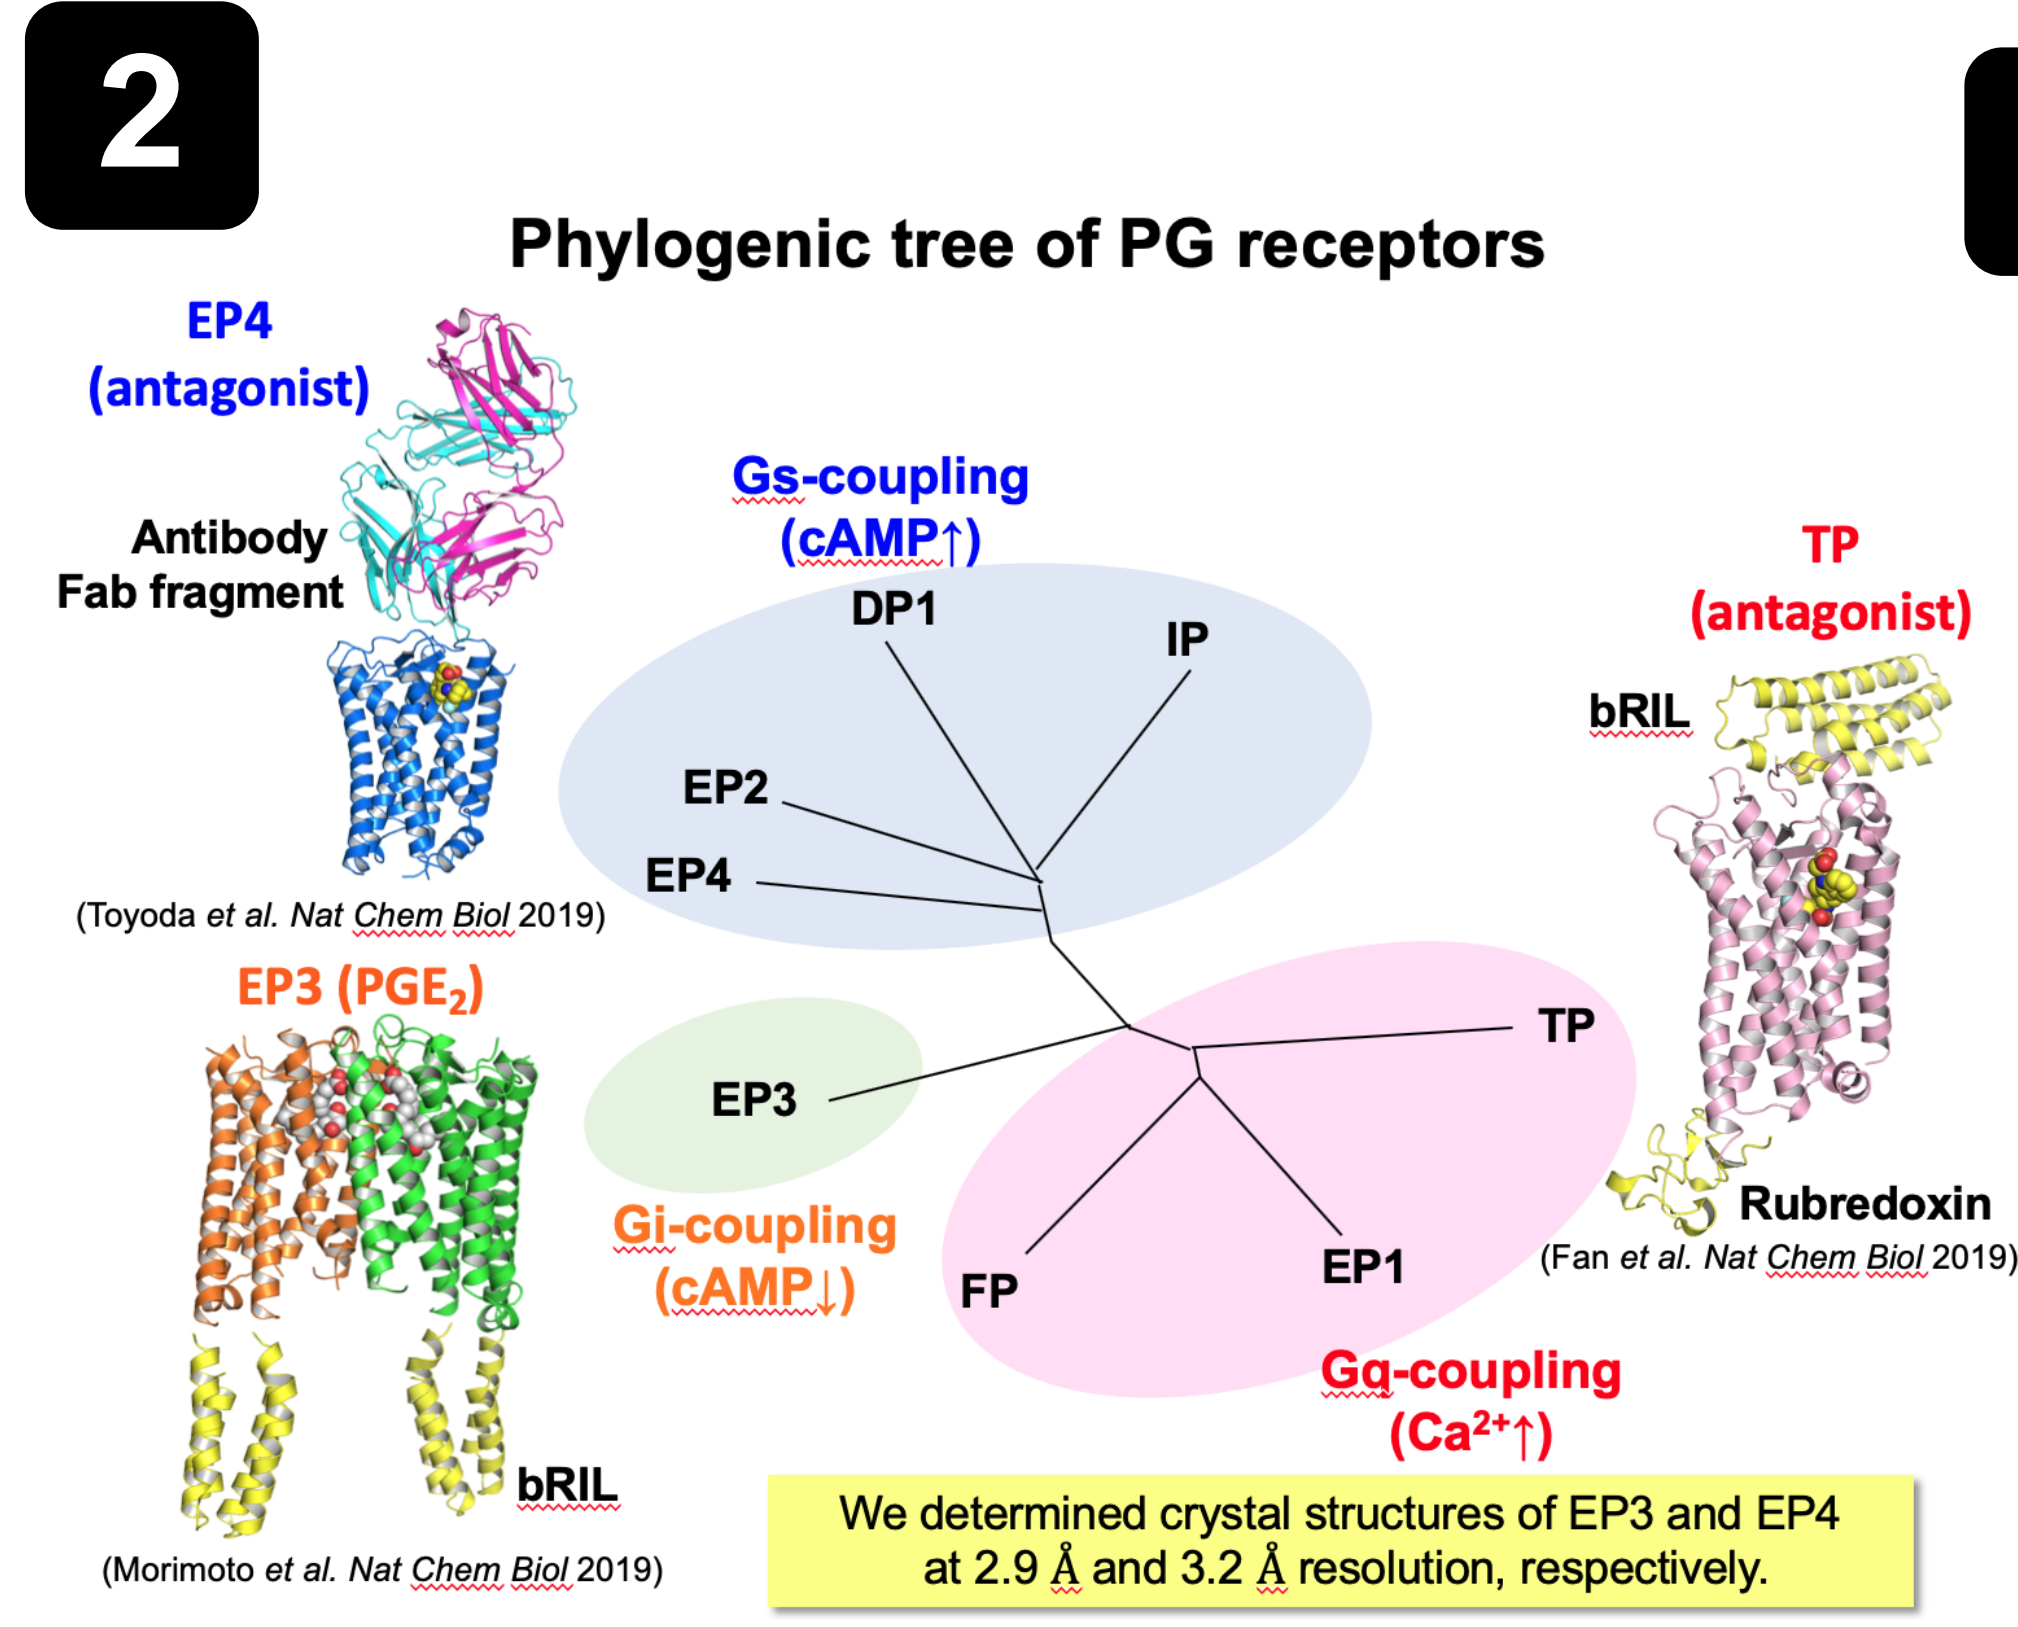 2
Phylogenic tree of PG receptors
EP4
(antagonist)
Antibody
Fab fragment
(Toyoda et al. Nat Chem Biol 2019)
EP3 (PGE₂)
bRIL
(Morimoto et al. Nat Chem Biol 2019)
Gs-coupling
(cAMP↑)
DP1
IP
EP2
EP4
EP3
TP
FP
EP1
Gi-coupling
(cAMP↓)
Gq-coupling
(Ca²⁺↑)
TP
(antagonist)
bRIL
Rubredoxin
(Fan et al. Nat Chem Biol 2019)
We determined crystal structures of EP3 and EP4
at 2.9 Å and 3.2 Å resolution, respectively.